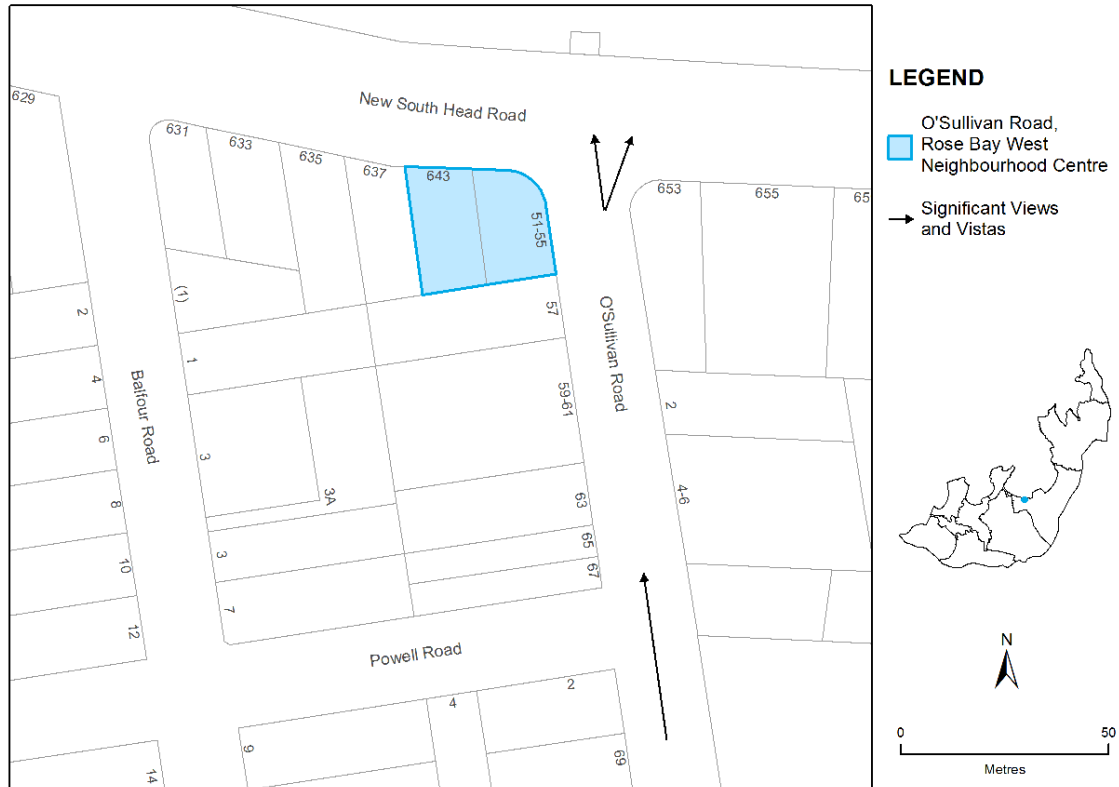 629
New South Head Road
631
633
635
637
643
51-55
653
655
65
(1)
57
2
1
O'Sullivan Road
4
Balfour Road
59-61
2
6
3
3A
4-6
8
63
3
65
10
67
7
12
Powell Road
2
4
9
69
14
LEGEND
O'Sullivan Road,
Rose Bay West
Neighbourhood Centre
Significant Views
and Vistas
N
0
50
Metres